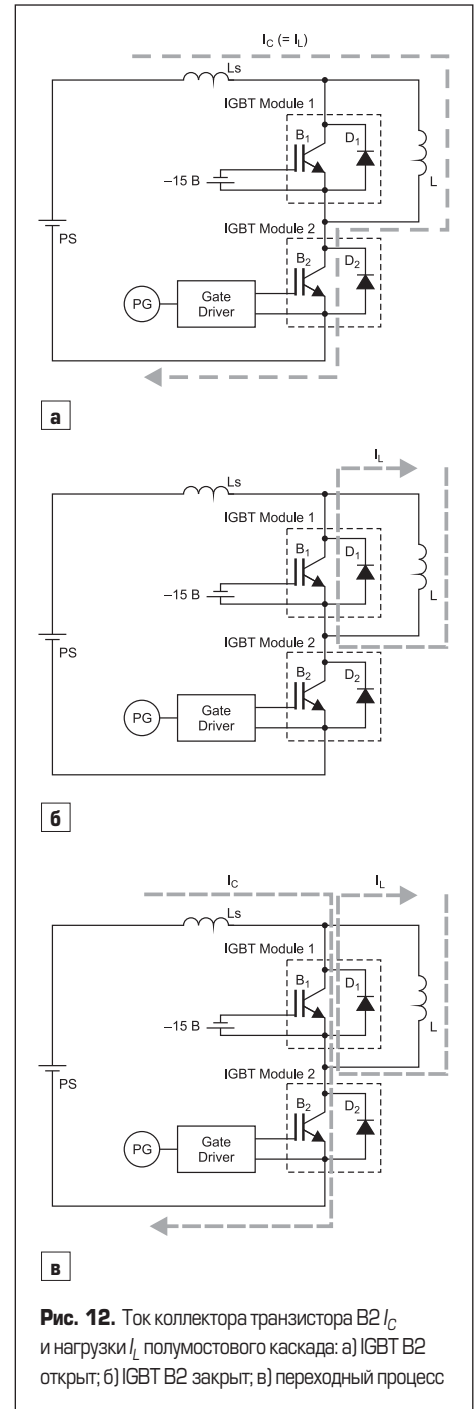 I_C (= I_L)
Ls
IGBT Module 1
B₁
D₁
–15 В
L
IGBT Module 2
B₂
D₂
PS
PG
Gate
Driver
а
I_L
Ls
IGBT Module 1
B₁
D₁
–15 В
L
IGBT Module 2
B₂
D₂
PS
PG
Gate
Driver
б
I_C
I_L
Ls
IGBT Module 1
B₁
D₁
–15 В
L
IGBT Module 2
B₂
D₂
PS
PG
Gate
Driver
в
Рис. 12. Ток коллектора транзистора B2 I_C
и нагрузки I_L полумостового каскада: а) IGBT B2
открыт; б) IGBT B2 закрыт; в) переходный процесс